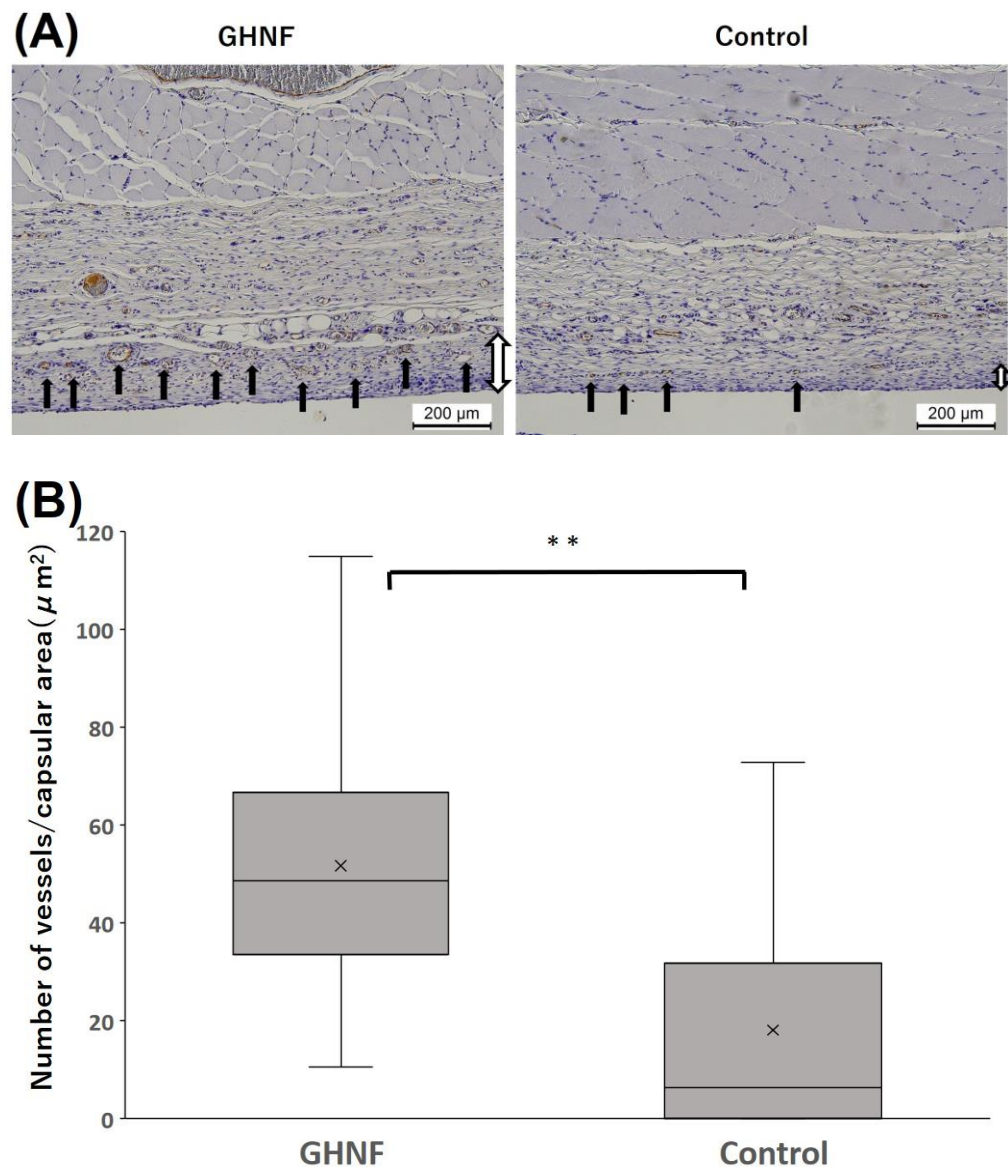 (A)
GHNF
Control
200 µm
200 µm
(B)
Number of vessels/capsular area(μm²)
120
100
80
60
40
20
0
**
GHNF
Control